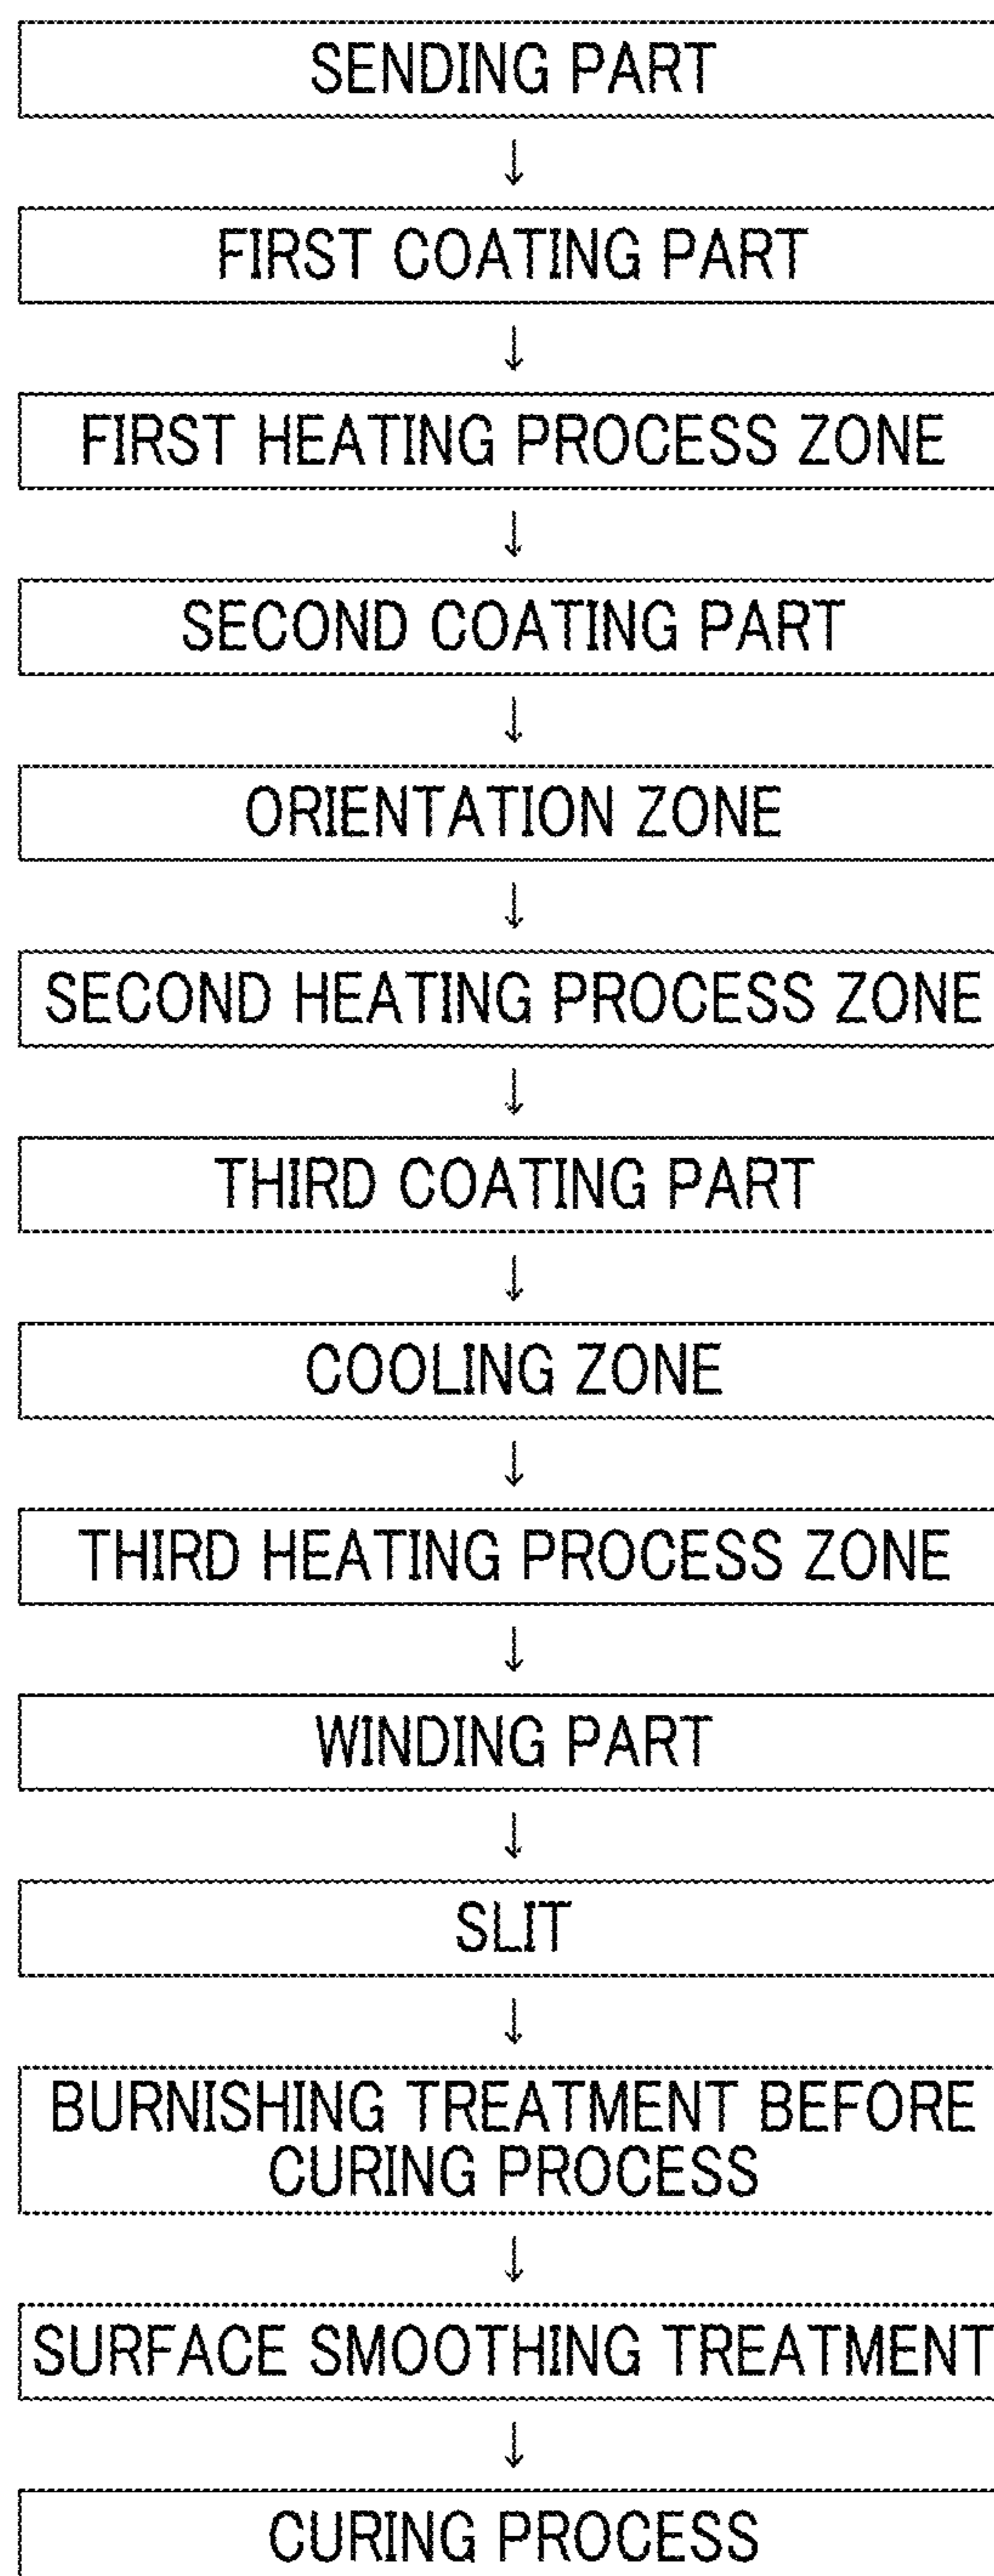 SENDING PART
↓
FIRST COATING PART
↓
FIRST HEATING PROCESS ZONE
↓
SECOND COATING PART
↓
ORIENTATION ZONE
↓
SECOND HEATING PROCESS ZONE
↓
THIRD COATING PART
↓
COOLING ZONE
↓
THIRD HEATING PROCESS ZONE
↓
WINDING PART
↓
SLIT
↓
BURNISHING TREATMENT BEFORE
CURING PROCESS
↓
SURFACE SMOOTHING TREATMENT
↓
CURING PROCESS